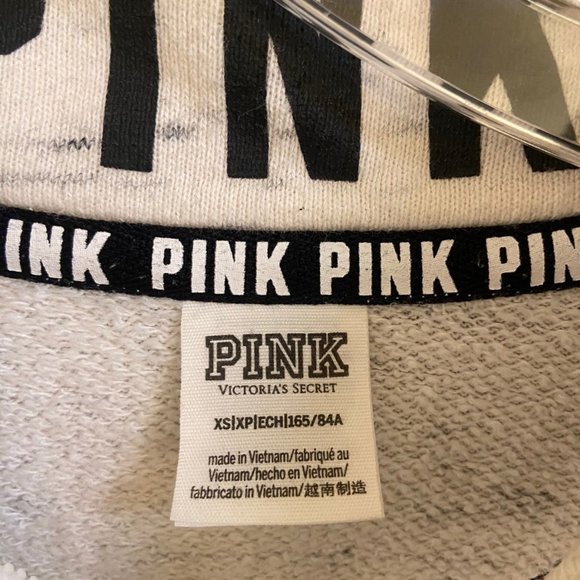 PINK
INK PINK PINK PIN
PINK
VICTORIA'S SECRET
XS|XP|ECH|165/84A
made in Vietnam/fabriqué au
Vietnam/hecho en Vietnam/
fabbricato in Vietnam/越南制造